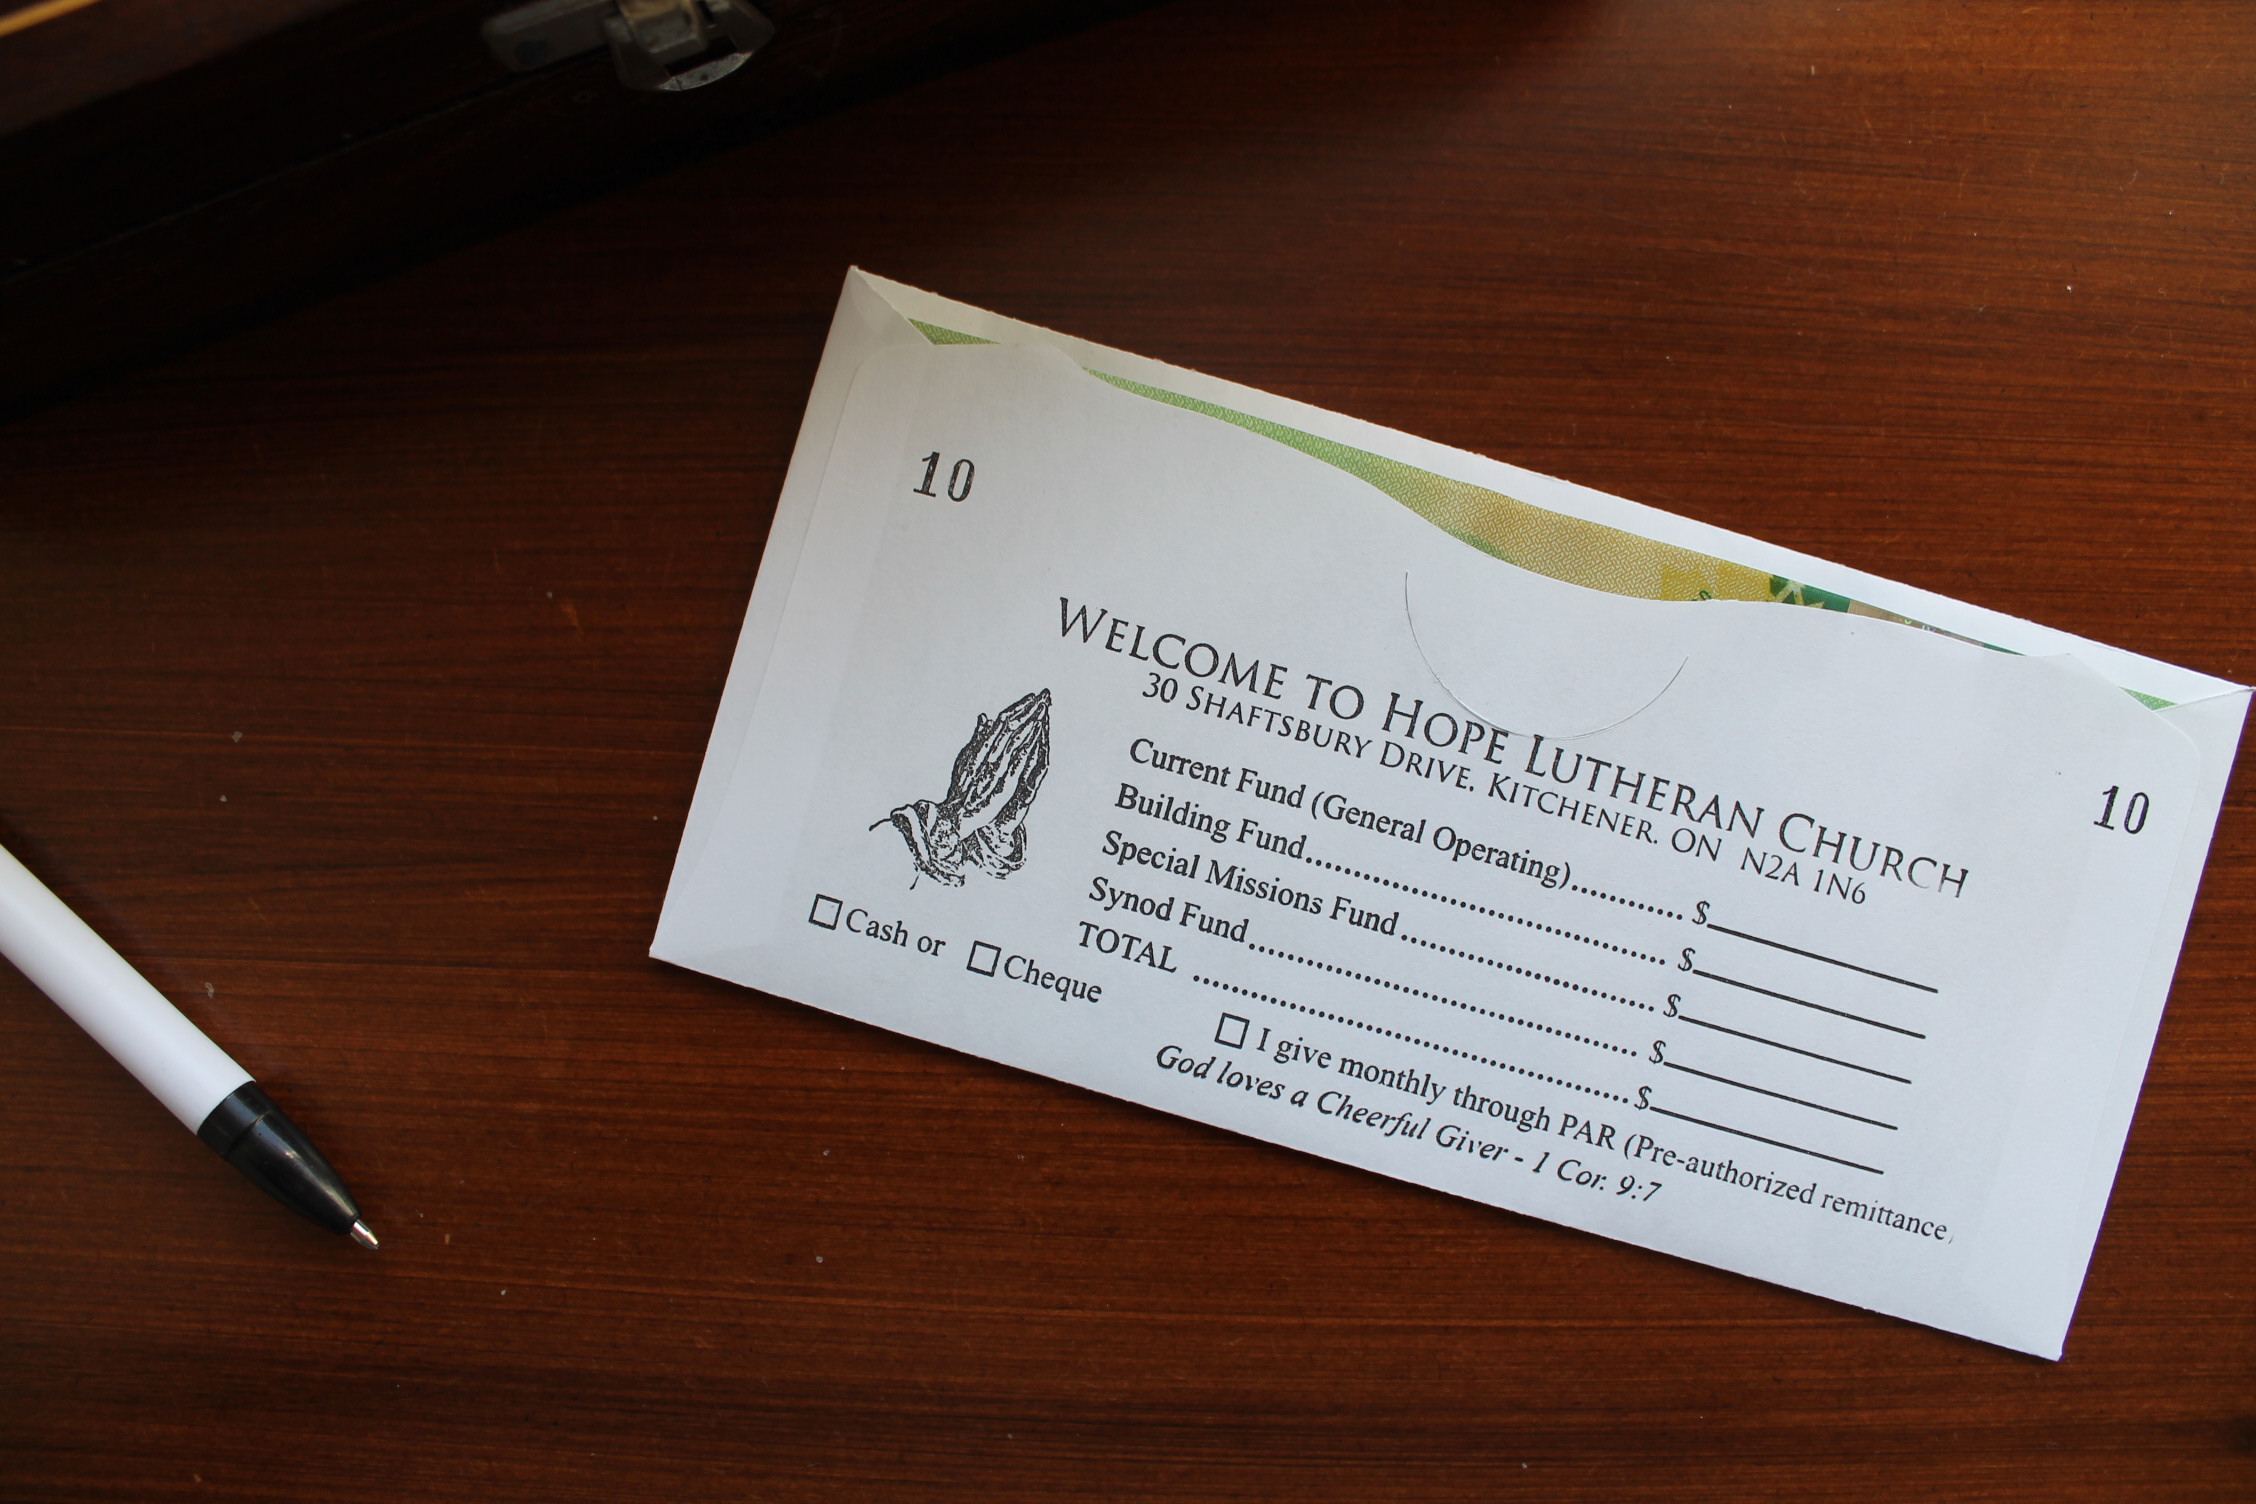 10
WELCOME TO HOPE LUTHERAN CHURCH
30 SHAFTSBURY DRIVE, KITCHENER. ON N2A 1N6
10
Current Fund (General Operating)........... $
Building Fund.................................... $
Special Missions Fund......................... $
Synod Fund....................................... $
TOTAL ............................................ $
☐ Cash or ☐ Cheque
☐ I give monthly through PAR (Pre-authorized remittance)
God loves a Cheerful Giver - 1 Cor. 9:7